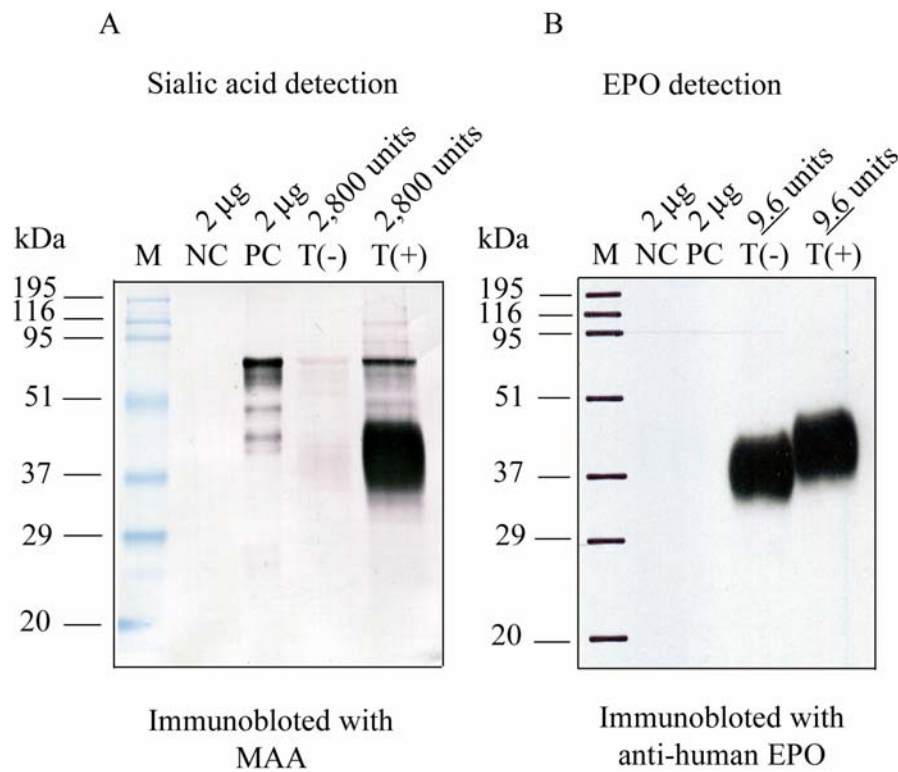 A
Sialic acid detection
2 µg
2 µg
2,800 units
2,800 units
kDa
M NC PC T(-) T(+)
195
116
95
51
37
29
20
Immunobloted with
MAA
B
EPO detection
2 µg
2 µg
9.6 units
9.6 units
kDa
M NC PC T(-) T(+)
195
116
95
51
37
29
20
Immunobloted with
anti-human EPO